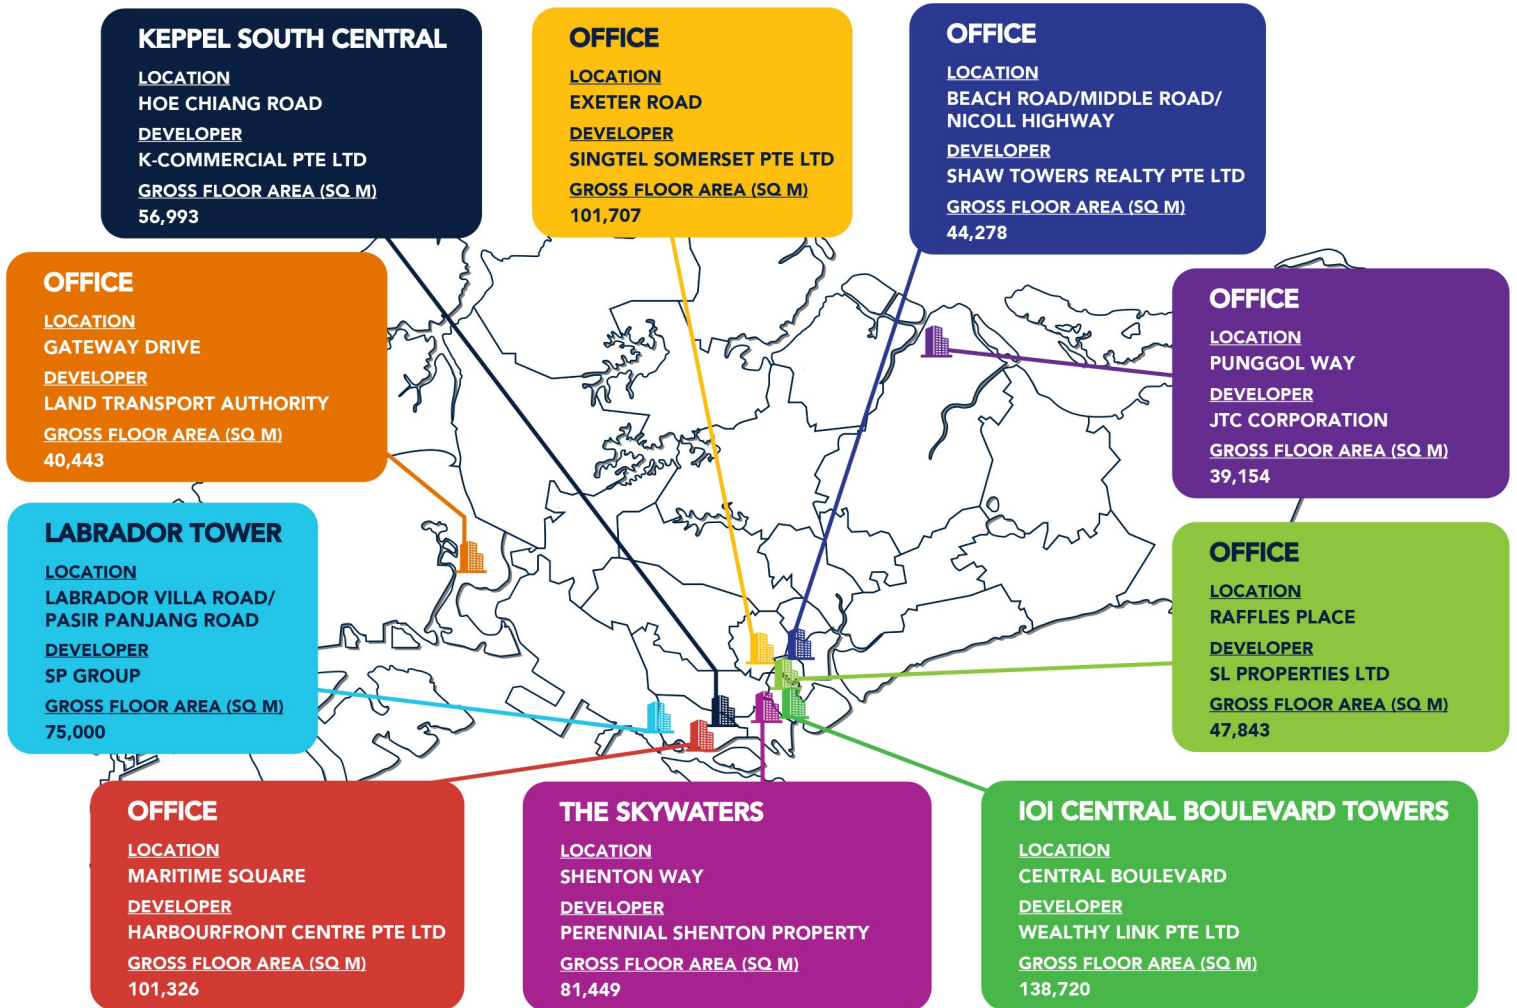 KEPPEL SOUTH CENTRAL
LOCATION
HOE CHIANG ROAD
DEVELOPER
K-COMMERCIAL PTE LTD
GROSS FLOOR AREA (SQ M)
56,993
OFFICE
LOCATION
EXETER ROAD
DEVELOPER
SINGTEL SOMERSET PTE LTD
GROSS FLOOR AREA (SQ M)
101,707
OFFICE
LOCATION
BEACH ROAD/MIDDLE ROAD/
NICOLL HIGHWAY
DEVELOPER
SHAW TOWERS REALTY PTE LTD
GROSS FLOOR AREA (SQ M)
44,278
OFFICE
LOCATION
GATEWAY DRIVE
DEVELOPER
LAND TRANSPORT AUTHORITY
GROSS FLOOR AREA (SQ M)
40,443
OFFICE
LOCATION
PUNGGOL WAY
DEVELOPER
JTC CORPORATION
GROSS FLOOR AREA (SQ M)
39,154
LABRADOR TOWER
LOCATION
LABRADOR VILLA ROAD/
PASIR PANJANG ROAD
DEVELOPER
SP GROUP
GROSS FLOOR AREA (SQ M)
75,000
OFFICE
LOCATION
RAFFLES PLACE
DEVELOPER
SL PROPERTIES LTD
GROSS FLOOR AREA (SQ M)
47,843
OFFICE
LOCATION
MARITIME SQUARE
DEVELOPER
HARBOURFRONT CENTRE PTE LTD
GROSS FLOOR AREA (SQ M)
101,326
THE SKYWATERS
LOCATION
SHENTON WAY
DEVELOPER
PERENNIAL SHENTON PROPERTY
GROSS FLOOR AREA (SQ M)
81,449
IOI CENTRAL BOULEVARD TOWERS
LOCATION
CENTRAL BOULEVARD
DEVELOPER
WEALTHY LINK PTE LTD
GROSS FLOOR AREA (SQ M)
138,720